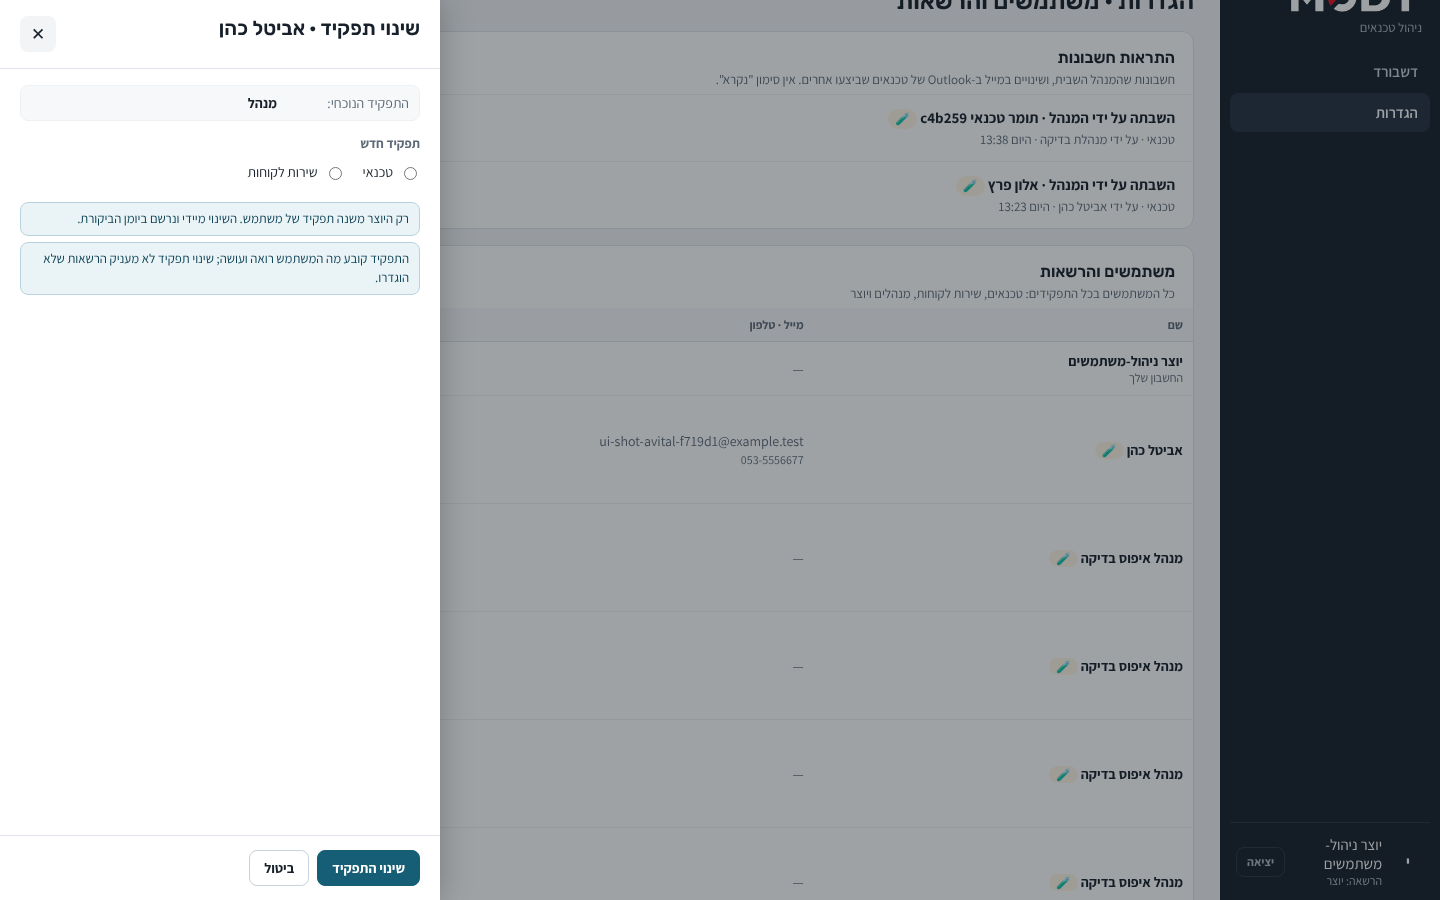 שינוי תפקיד • אביטל כהן
✕
התפקיד הנוכחי: מנהל
תפקיד חדש
טכנאי
שירות לקוחות
רק היוצר משנה תפקיד של משתמש. השינוי מיידי ונרשם ביומן הביקורת.
התפקיד קובע מה המשתמש רואה ועושה; שינוי תפקיד לא מעניק הרשאות שלא
הוגדרו.
שינוי התפקיד
ביטול
הגדרות • משתמשים והרשאות
התראות חשבונות
חשבונות שהמנהל השבית, ושינויים במייל ב-Outlook של טכנאים שביצעו אחרים. אין סימון "נקרא".
השבתה על ידי המנהל · תומר טכנאי c4b259
טכנאי · על ידי מנהלת בדיקה · היום 13:38
השבתה על ידי המנהל · אלון פרץ
טכנאי · על ידי אביטל כהן · היום 13:23
משתמשים והרשאות
כל המשתמשים בכל התפקידים: טכנאים, שירות לקוחות, מנהלים ויוצר
שם
מייל · טלפון
יוצר ניהול-משתמשים
החשבון שלך
—
אביטל כהן
ui-shot-avital-f719d1@example.test
053-5556677
מנהל איפוס בדיקה
—
מנהל איפוס בדיקה
—
מנהל איפוס בדיקה
—
מנהל איפוס בדיקה
—
ניהול טכנאים
דשבורד
הגדרות
י
יוצר ניהול-
משתמשים
הרשאה: יוצר
יציאה